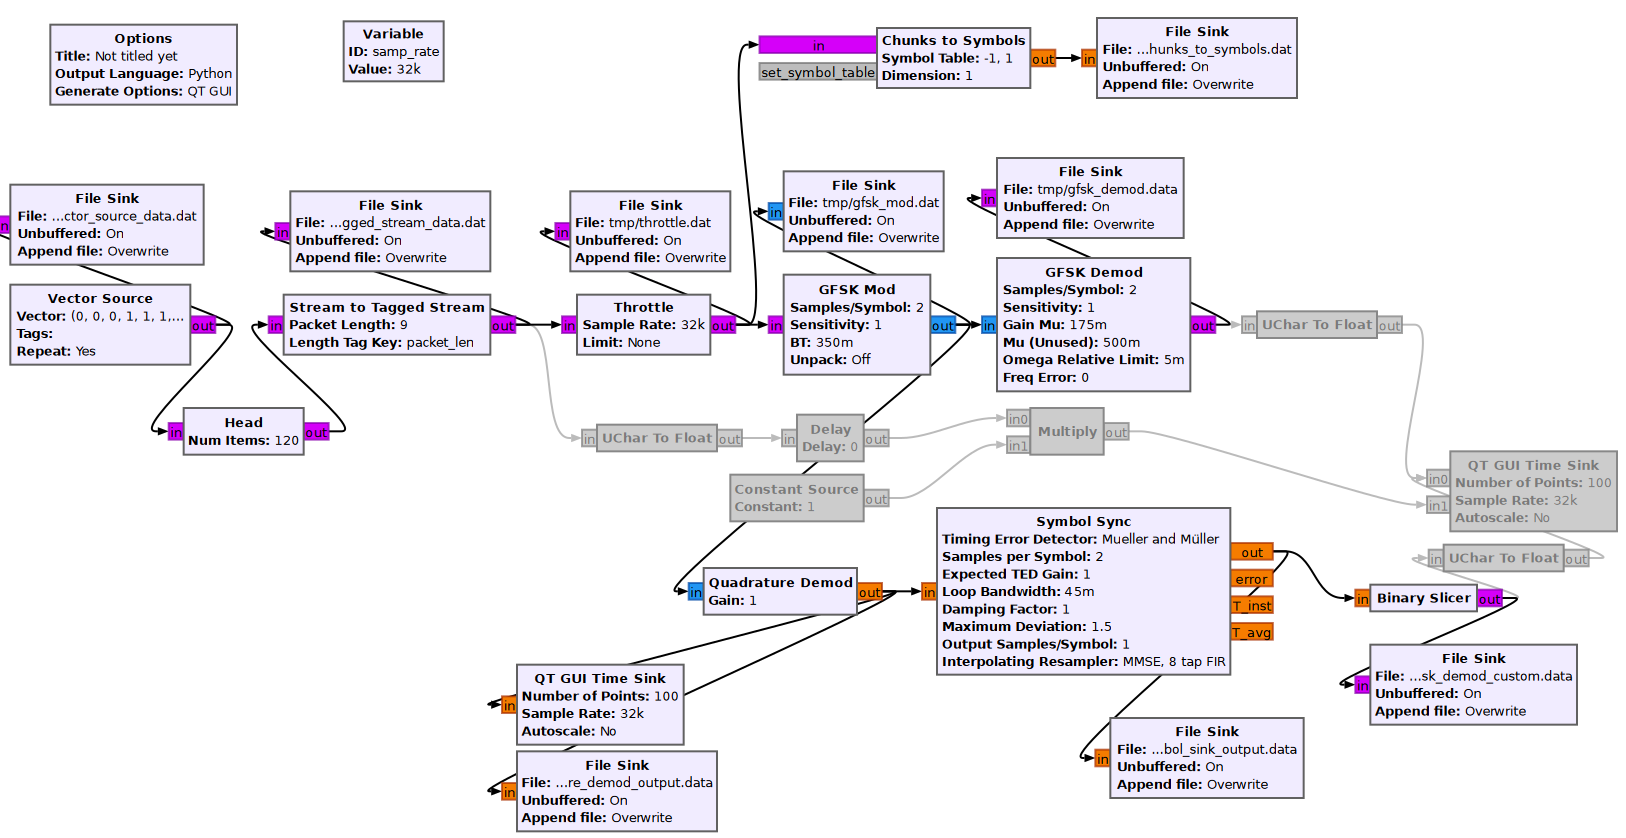 Options
Title: Not titled yet
Output Language: Python
Generate Options: QT GUI
Variable
ID: samp_rate
Value: 32k
in
set_symbol_table
Chunks to Symbols
Symbol Table: -1, 1
Dimension: 1
out
in
File Sink
File: ...hunks_to_symbols.dat
Unbuffered: On
Append file: Overwrite
in
File Sink
File: ...ctor_source_data.dat
Unbuffered: On
Append file: Overwrite
in
File Sink
File: ...gged_stream_data.dat
Unbuffered: On
Append file: Overwrite
in
File Sink
File: tmp/throttle.dat
Unbuffered: On
Append file: Overwrite
in
File Sink
File: tmp/gfsk_mod.dat
Unbuffered: On
Append file: Overwrite
in
File Sink
File: tmp/gfsk_demod.data
Unbuffered: On
Append file: Overwrite
Vector Source
Vector: (0, 0, 0, 1, 1, 1,...
Tags:
Repeat: Yes
out
in
Stream to Tagged Stream
Packet Length: 9
Length Tag Key: packet_len
out
in
Throttle
Sample Rate: 32k
Limit: None
out
in
GFSK Mod
Samples/Symbol: 2
Sensitivity: 1
BT: 350m
Unpack: Off
out
in
GFSK Demod
Samples/Symbol: 2
Sensitivity: 1
Gain Mu: 175m
Mu (Unused): 500m
Omega Relative Limit: 5m
Freq Error: 0
out
in
UChar To Float
out
in
Head
Num Items: 120
out
in
UChar To Float
out
in
Delay
Delay: 0
out
in0
in1
Multiply
out
Constant Source
Constant: 1
out
in0
in1
QT GUI Time Sink
Number of Points: 100
Sample Rate: 32k
Autoscale: No
in
UChar To Float
out
in
Quadrature Demod
Gain: 1
out
in
Symbol Sync
Timing Error Detector: Mueller and Müller
Samples per Symbol: 2
Expected TED Gain: 1
Loop Bandwidth: 45m
Damping Factor: 1
Maximum Deviation: 1.5
Output Samples/Symbol: 1
Interpolating Resampler: MMSE, 8 tap FIR
out
error
T_inst
T_avg
in
Binary Slicer
out
in
File Sink
File: ...sk_demod_custom.data
Unbuffered: On
Append file: Overwrite
in
QT GUI Time Sink
Number of Points: 100
Sample Rate: 32k
Autoscale: No
in
File Sink
File: ...re_demod_output.data
Unbuffered: On
Append file: Overwrite
in
File Sink
File: ...bol_sink_output.data
Unbuffered: On
Append file: Overwrite